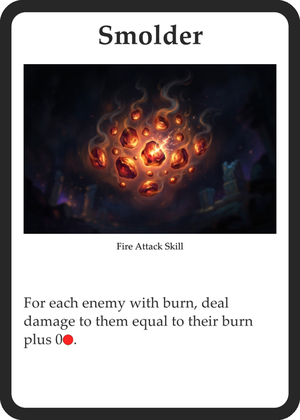 Smolder
Fire Attack Skill
For each enemy with burn, deal
damage to them equal to their burn
plus 0.